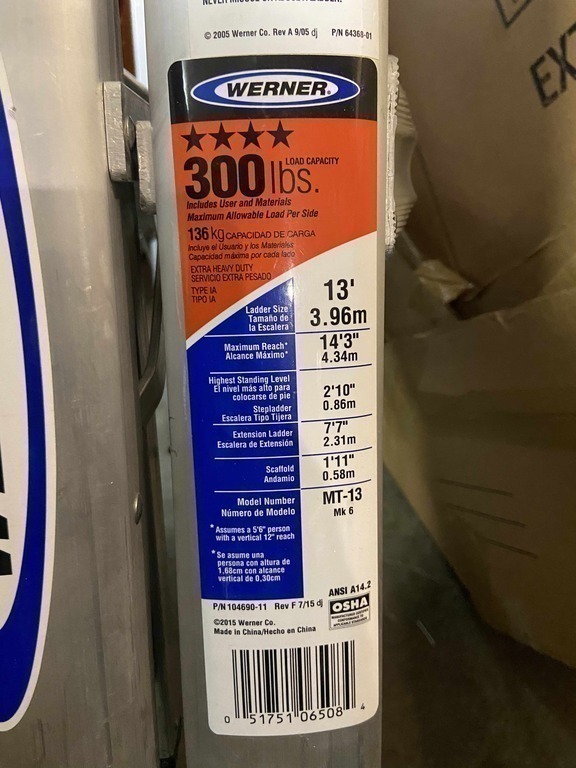 © 2005 Werner Co. Rev A 9/05 dj P/N 64368-01
WERNER®
300 lbs. LOAD CAPACITY
Includes User and Materials
Maximum Allowable Load Per Side
136 kg CAPACIDAD DE CARGA
Incluye el Usuario y los Materiales
Capacidad máxima por cada lado
EXTRA HEAVY DUTY
SERVICIO EXTRA PESADO
TYPE IA
TIPO IA
Ladder Size 13'
Tamaño de 3.96m
la Escalera
Maximum Reach* 14'3"
Alcance Máximo* 4.34m
Highest Standing Level
El nivel más alto para
colocarse de pie
2'10"
0.86m
Stepladder
Escalera Tipo Tijera
Extension Ladder 7'7"
Escalera de Extensión 2.31m
Scaffold 1'11"
Andamio 0.58m
Model Number MT-13
Número de Modelo Mk 6
* Assumes a 5'6" person
with a vertical 12" reach
* Se asume una
persona con altura de
1,68cm con alcance
vertical de 0,30cm
ANSI A14.2
OSHA
P/N 104690-11 Rev F 7/15 dj
©2015 Werner Co.
Made in China/Hecho en China
0 51751 06508 4
EXT